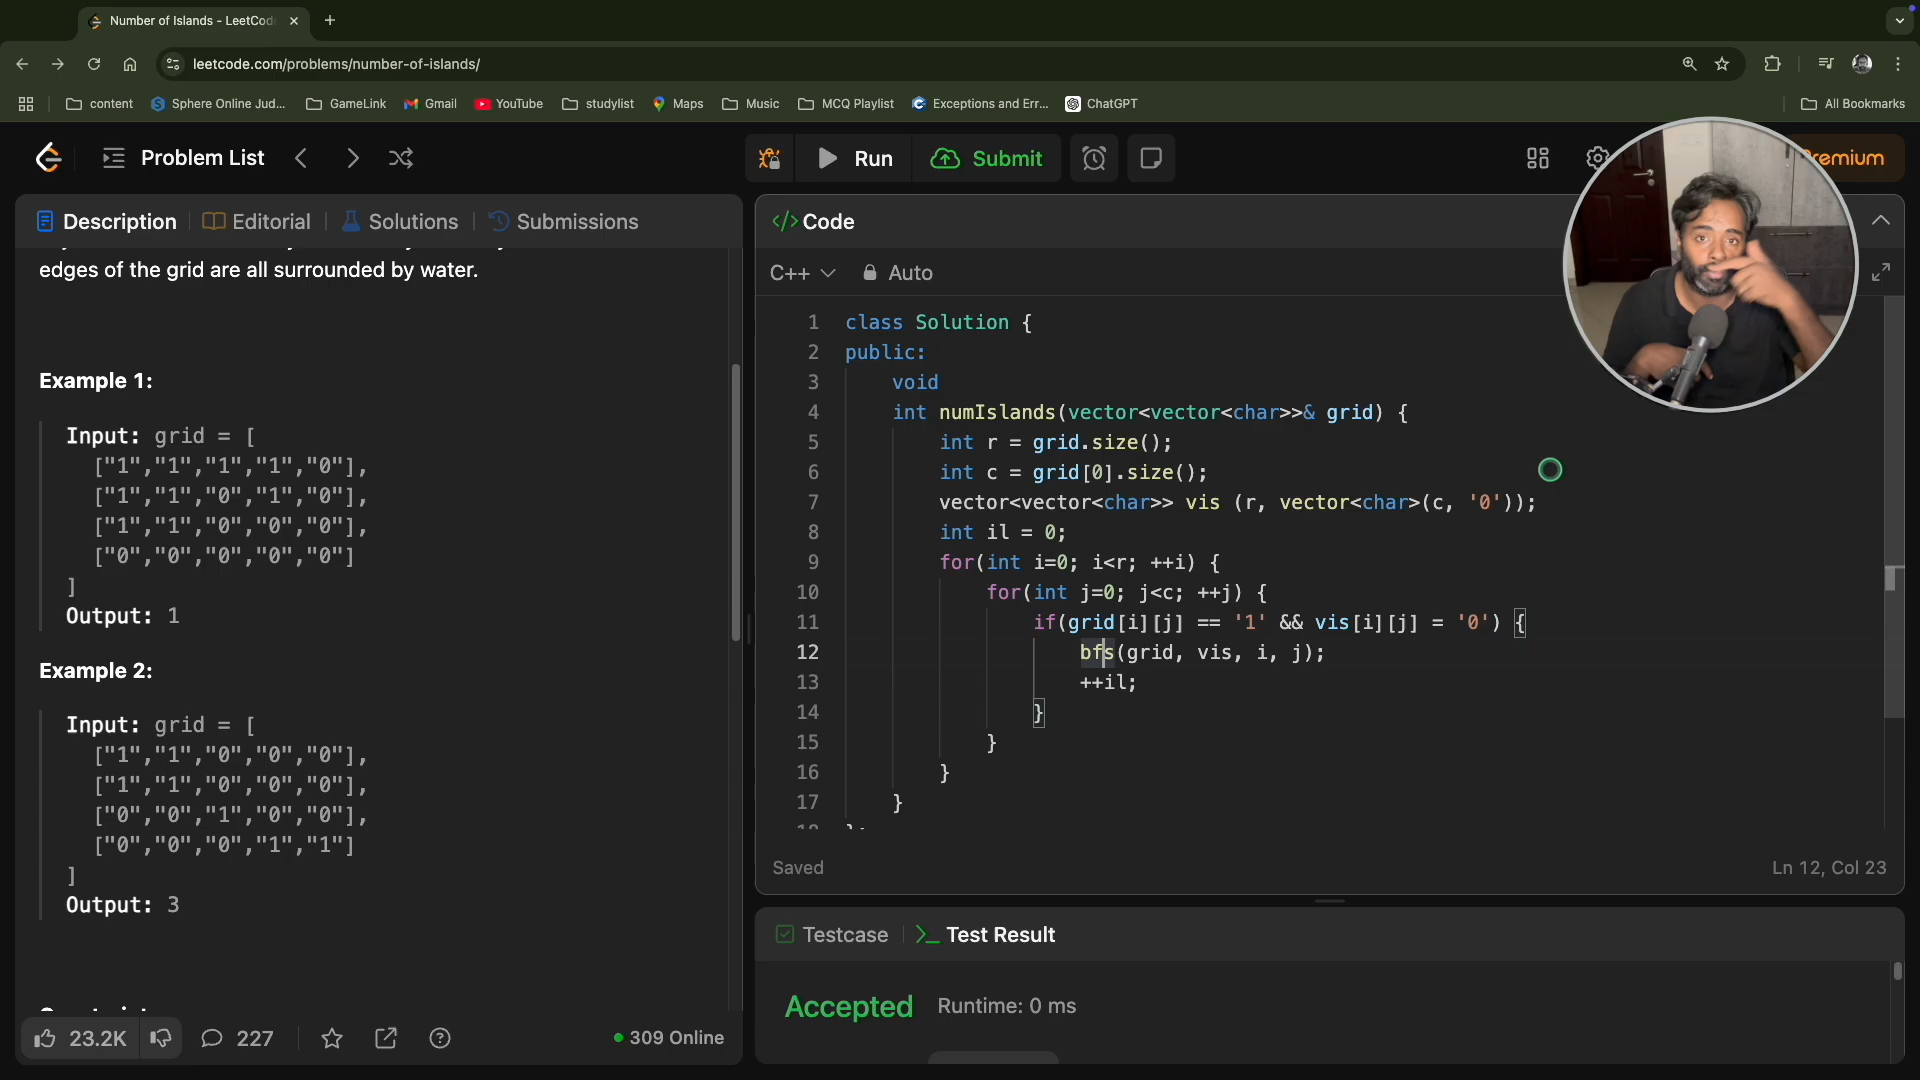 Number of Islands - LeetCod
leetcode.com/problems/number-of-islands/
content
Sphere Online Jud...
GameLink
Gmail
YouTube
studylist
Maps
Music
MCQ Playlist
Exceptions and Err...
ChatGPT
All Bookmarks
Problem List
Run
Submit
Premium
Description
Editorial
Solutions
Submissions
edges of the grid are all surrounded by water.
Example 1:
Input: grid = [
["1","1","1","1","0"],
["1","1","0","1","0"],
["1","1","0","0","0"],
["0","0","0","0","0"]
]
Output: 1
Example 2:
Input: grid = [
["1","1","0","0","0"],
["1","1","0","0","0"],
["0","0","1","0","0"],
["0","0","0","1","1"]
]
Output: 3
23.2K
227
309 Online
</> Code
C++
Auto
1 class Solution {
2 public:
3 void
4 int numIslands(vector<vector<char>>& grid) {
5 int r = grid.size();
6 int c = grid[0].size();
7 vector<vector<char>> vis (r, vector<char>(c, '0'));
8 int il = 0;
9 for(int i=0; i<r; ++i) {
10 for(int j=0; j<c; ++j) {
11 if(grid[i][j] == '1' && vis[i][j] = '0') {
12 bfs(grid, vis, i, j);
13 ++il;
14 }
15 }
16 }
17 }
Saved
Ln 12, Col 23
Testcase
>_ Test Result
Accepted
Runtime: 0 ms